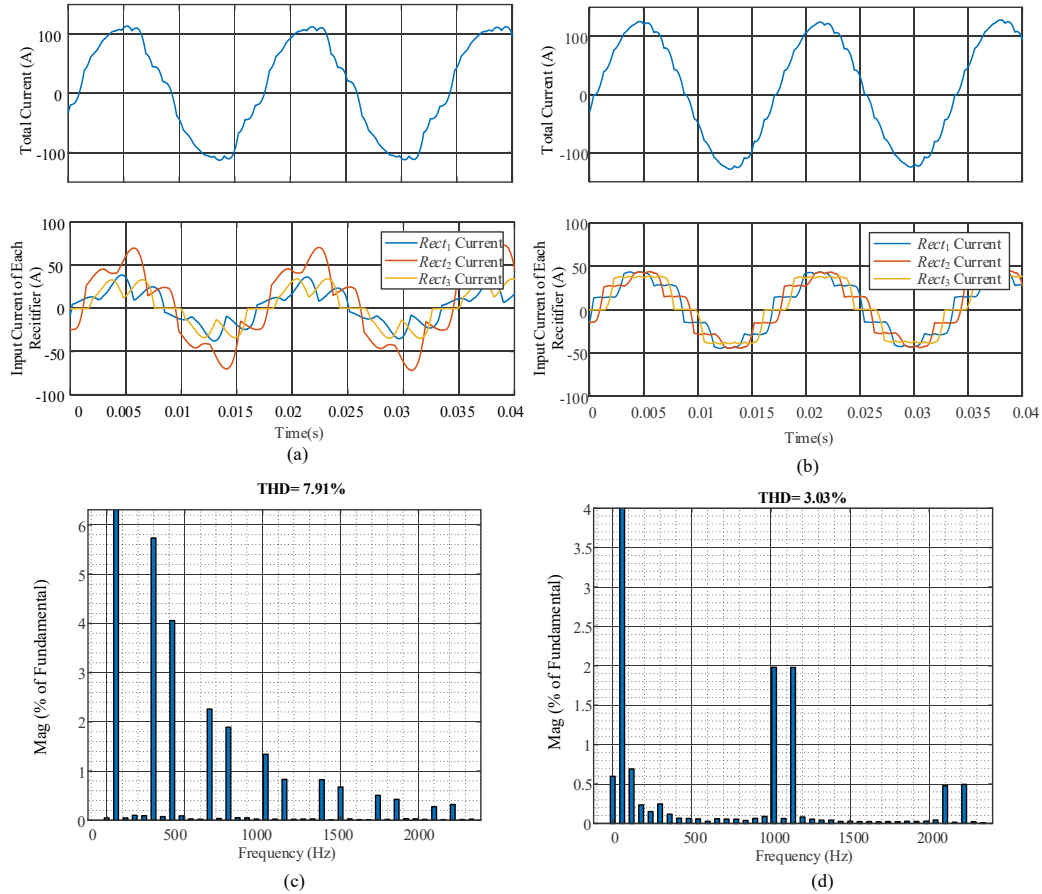 Total Current (A)
100
0
-100
Input Current of Each
Recitifier (A)
100
50
0
-50
-100
Rect1 Current
Rect2 Current
Rect3 Current
0 0.005 0.01 0.015 0.02 0.025 0.03 0.035 0.04
Time(s)
(a)
Total Current (A)
100
0
-100
Input Current of Each
Rectifier (A)
100
50
0
-50
-100
Rect1 Current
Rect2 Current
Rect3 Current
0 0.005 0.01 0.015 0.02 0.025 0.03 0.035 0.04
Time(s)
(b)
THD= 7.91%
Mag (% of Fundamental)
6
5
4
3
2
1
0
0 500 1000 1500 2000
Frequency (Hz)
(c)
THD= 3.03%
Mag (% of Fundamental)
4
3.5
3
2.5
2
1.5
1
0.5
0
0 500 1000 1500 2000
Frequency (Hz)
(d)